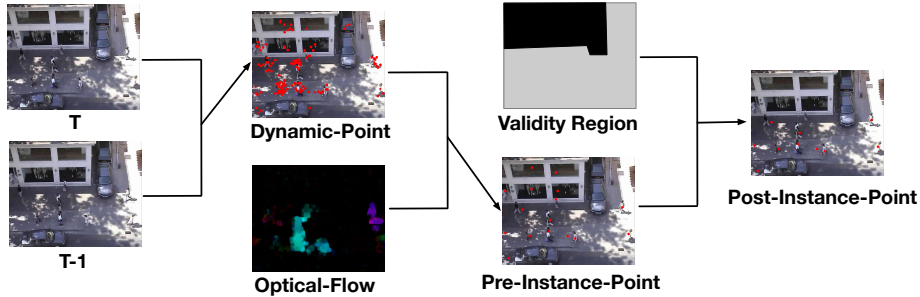 T
Dynamic-Point
Validity Region
Post-Instance-Point
T-1
Optical-Flow
Pre-Instance-Point